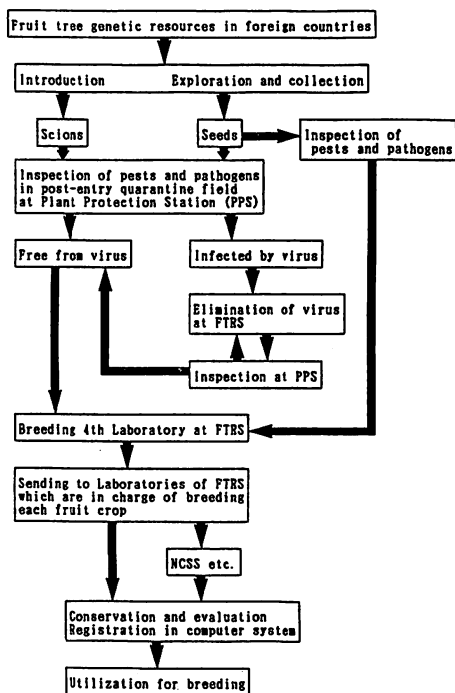 Fruit tree genetic resources in foreign countries
Introduction Exploration and collection
Scions
Seeds
Inspection of
pests and pathogens
Inspection of pests and pathogens
in post-entry quarantine field
at Plant Protection Station (PPS)
Free from virus
Infected by virus
Elimination of virus
at FTRS
Inspection at PPS
Breeding 4th Laboratory at FTRS
Sending to Laboratories of FTRS
which are in charge of breeding
each fruit crop
NCSS etc.
Conservation and evaluation
Registration in computer system
Utilization for breeding